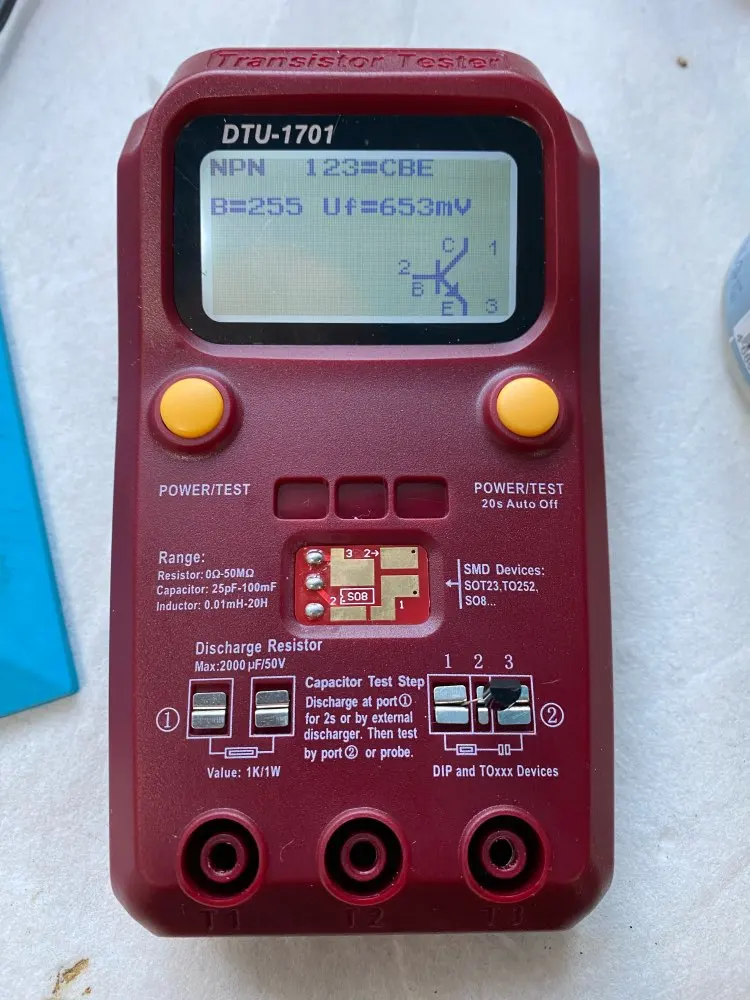 Transistor Tester
DTU-1701
NPN 123=CBE
B=255 Uf=653mV
C 1
2
B
E 3
POWER/TEST
POWER/TEST
20s Auto Off
Range:
Resistor: 0Ω-50MΩ
Capacitor: 25pF-100mF
Inductor: 0.01mH-20H
3 2→
2
SO8
1
SMD Devices:
SOT23,TO252,
SO8...
Discharge Resistor
Max:2000 μF/50V
①
Value: 1K/1W
Capacitor Test Step
Discharge at port①
for 2s or by external
discharger. Then test
by port② or probe.
1 2 3
②
DIP and TOxxx Devices
T1 T2 T3